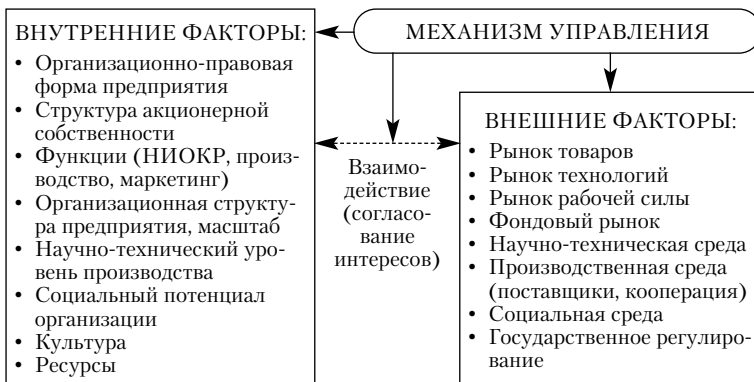 МЕХАНИЗМ УПРАВЛЕНИЯ
ВНУТРЕННИЕ ФАКТОРЫ:
• Организационно-правовая
форма предприятия
• Структура акционерной
собственности
• Функции (НИОКР, произ-
водство, маркетинг)
• Организационная структу-
ра предприятия, масштаб
• Научно-технический уро-
вень производства
• Социальный потенциал
организации
• Культура
• Ресурсы
Взаимо-
действие
(согласо-
вание
интересов)
ВНЕШНИЕ ФАКТОРЫ:
• Рынок товаров
• Рынок технологий
• Рынок рабочей силы
• Фондовый рынок
• Научно-техническая среда
• Производственная среда
(поставщики, кооперация)
• Социальная среда
• Государственное регулиро-
вание